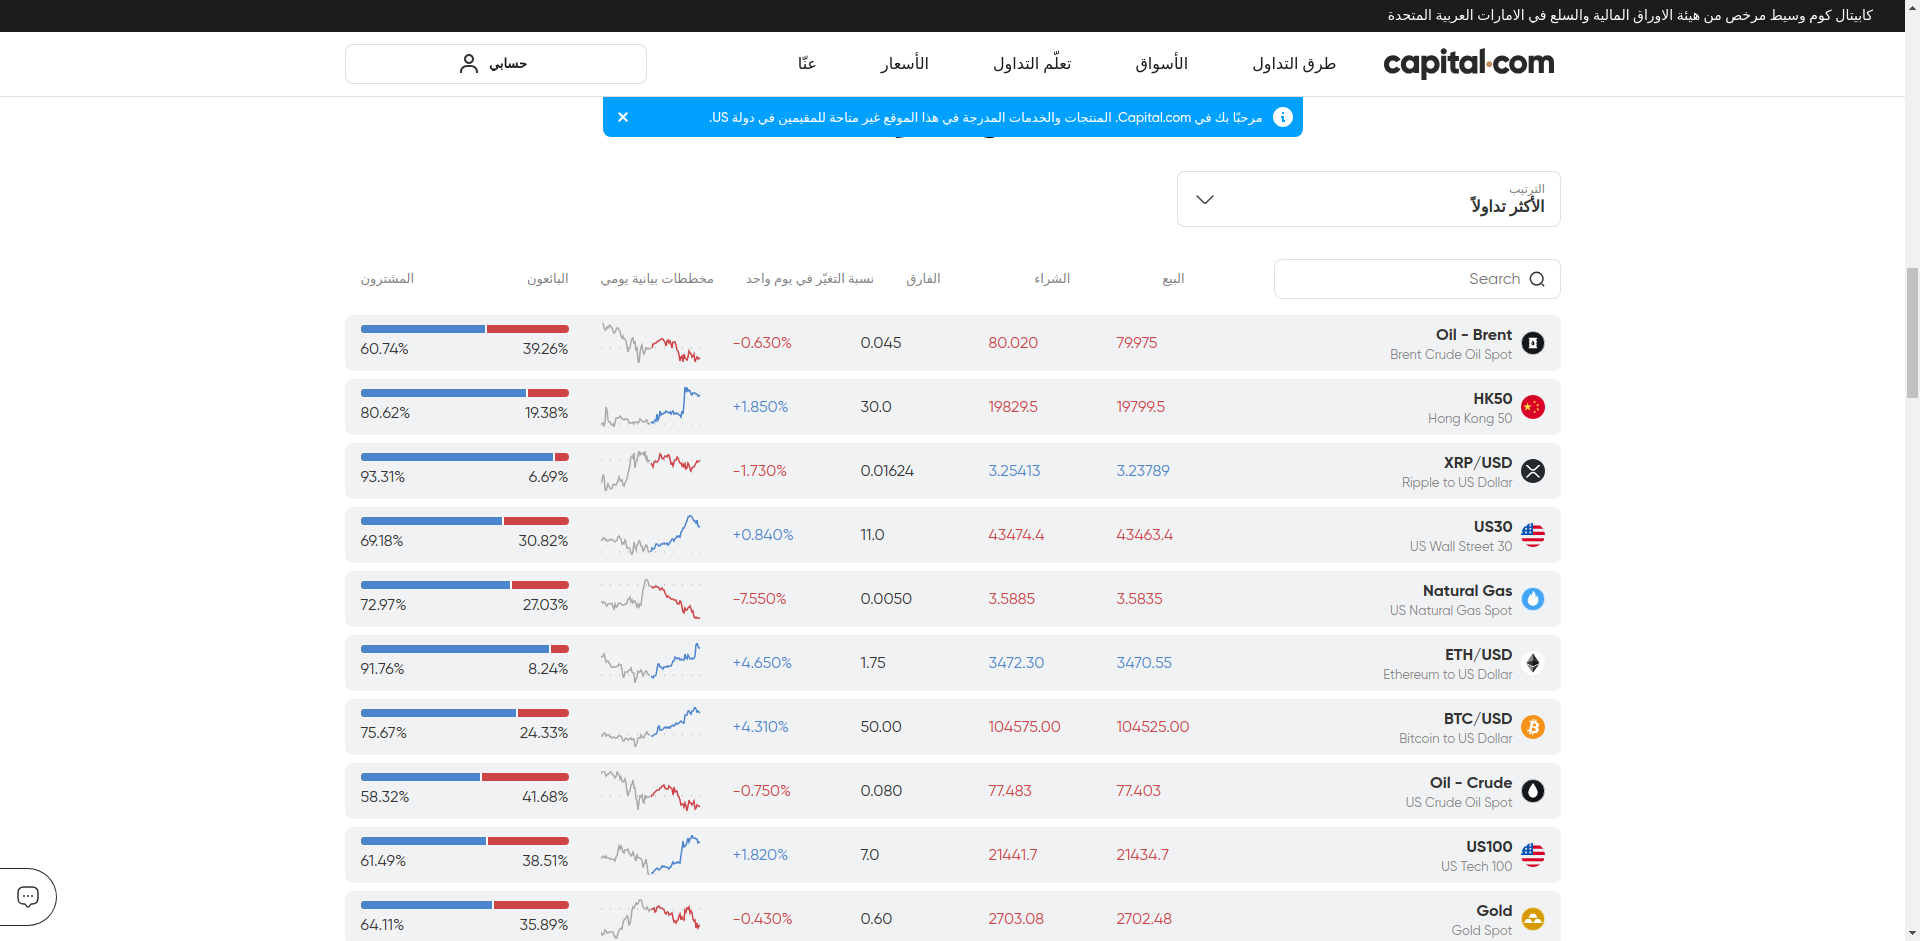 كابيتال كوم وسيط مرخص من هيئة الاوراق المالية والسلع في الامارات العربية المتحدة
capital.com
طرق التداول
الأسواق
تعلّم التداول
الأسعار
عنّا
حسابي
مرحبًا بك في Capital.com. المنتجات والخدمات المدرجة في هذا الموقع غير متاحة للمقيمين في دولة US.
الترتيب
الأكثر تداولاً
Search
البيع
الشراء
الفارق
نسبة التغيّر في يوم واحد
مخططات بيانية يومي
البائعون
المشترون
Oil - Brent
Brent Crude Oil Spot
79.975
80.020
0.045
-0.630%
39.26%
60.74%
HK50
Hong Kong 50
19799.5
19829.5
30.0
+1.850%
19.38%
80.62%
XRP/USD
Ripple to US Dollar
3.23789
3.25413
0.01624
-1.730%
6.69%
93.31%
US30
US Wall Street 30
43463.4
43474.4
11.0
+0.840%
30.82%
69.18%
Natural Gas
US Natural Gas Spot
3.5835
3.5885
0.0050
-7.550%
27.03%
72.97%
ETH/USD
Ethereum to US Dollar
3470.55
3472.30
1.75
+4.650%
8.24%
91.76%
BTC/USD
Bitcoin to US Dollar
104525.00
104575.00
50.00
+4.310%
24.33%
75.67%
Oil - Crude
US Crude Oil Spot
77.403
77.483
0.080
-0.750%
41.68%
58.32%
US100
US Tech 100
21434.7
21441.7
7.0
+1.820%
38.51%
61.49%
Gold
Gold Spot
2702.48
2703.08
0.60
-0.430%
35.89%
64.11%